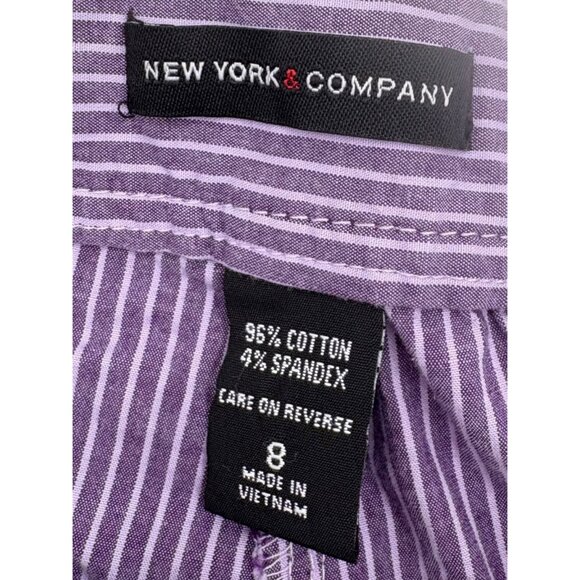 NEW YORK & COMPANY
96% COTTON
4% SPANDEX
CARE ON REVERSE
8
MADE IN
VIETNAM